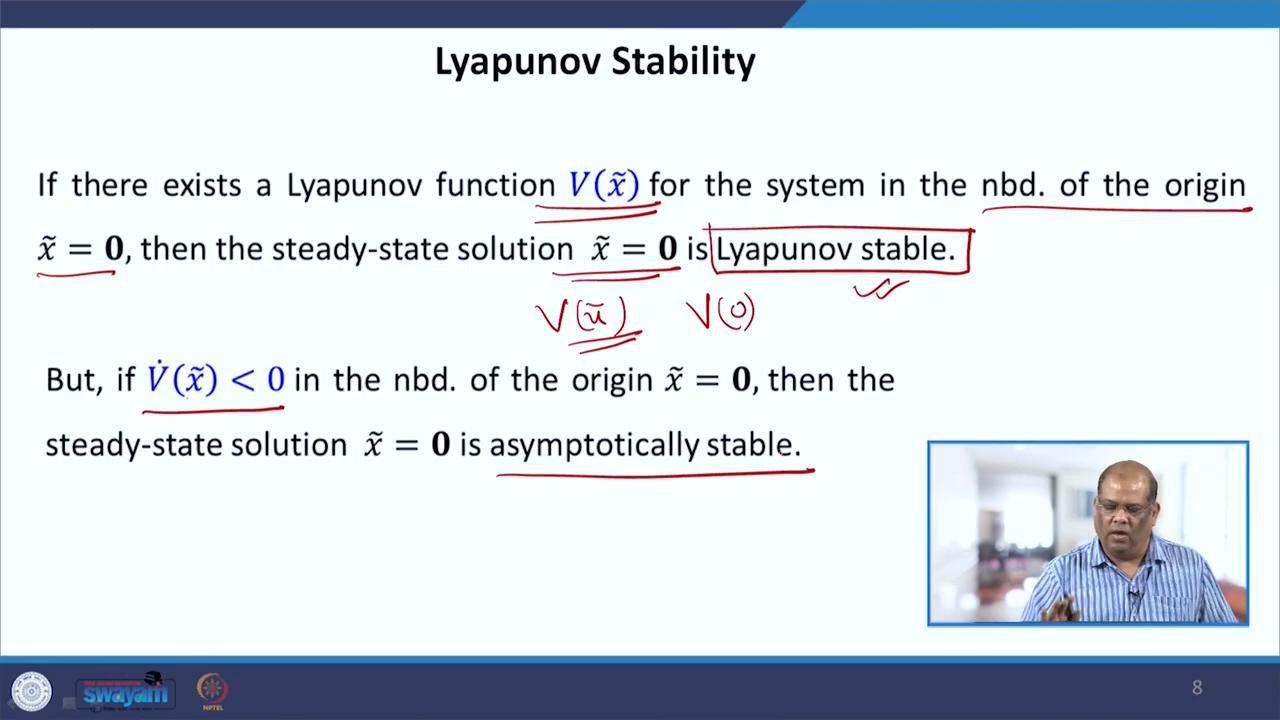 Lyapunov Stability
If there exists a Lyapunov function V(x̃) for the system in the nbd. of the origin
x̃ = 0, then the steady-state solution x̃ = 0 is Lyapunov stable.
V(x̃) V(0)
But, if V̇(x̃) < 0 in the nbd. of the origin x̃ = 0, then the
steady-state solution x̃ = 0 is asymptotically stable.
swayam
NPTEL
8